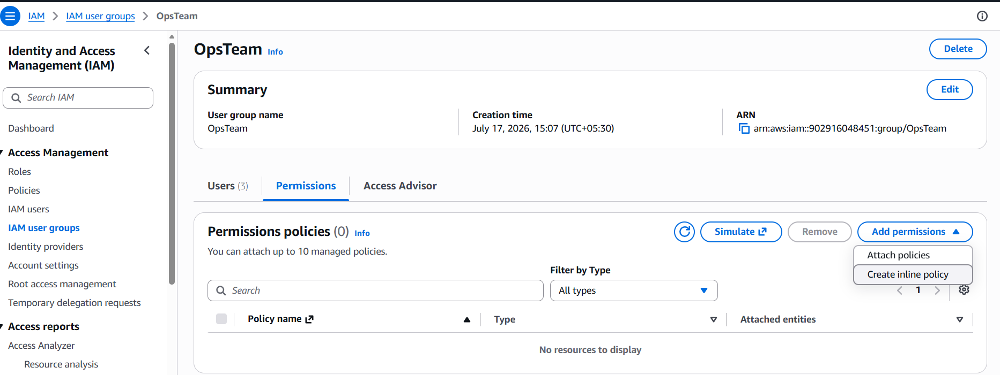 IAM > IAM user groups > OpsTeam
Identity and Access
Management (IAM)
Search IAM
Dashboard
Access Management
Roles
Policies
IAM users
IAM user groups
Identity providers
Account settings
Root access management
Temporary delegation requests
Access reports
Access Analyzer
Resource analysis
OpsTeam Info
Delete
Summary
Edit
User group name
OpsTeam
Creation time
July 17, 2026, 15:07 (UTC+05:30)
ARN
arn:aws:iam::902916048451:group/OpsTeam
Users (3)
Permissions
Access Advisor
Permissions policies (0) Info
You can attach up to 10 managed policies.
Simulate
Remove
Add permissions
Attach policies
Create inline policy
Filter by Type
Search
All types
1
Policy name
Type
Attached entities
No resources to display